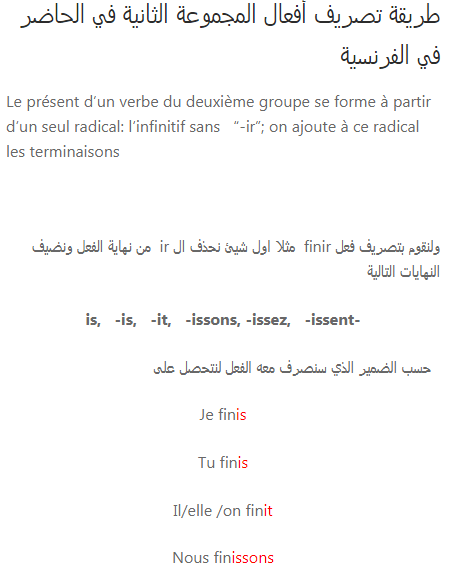 طريقة تصريف أفعال المجموعة الثانية في الحاضر
في الفرنسية
Le présent d’un verbe du deuxième groupe se forme à partir
d’un seul radical: l’infinitif sans “-ir”; on ajoute à ce radical
les terminaisons
ولنقوم بتصريف فعل finir مثلا اول شيئ نحذف ال ir من نهاية الفعل ونضيف
النهايات التالية
is, -is, -it, -issons, -issez, -issent-
حسب الضمير الذي سنصرف معه الفعل لنتحصل على
Je finis
Tu finis
Il/elle /on finit
Nous finissons